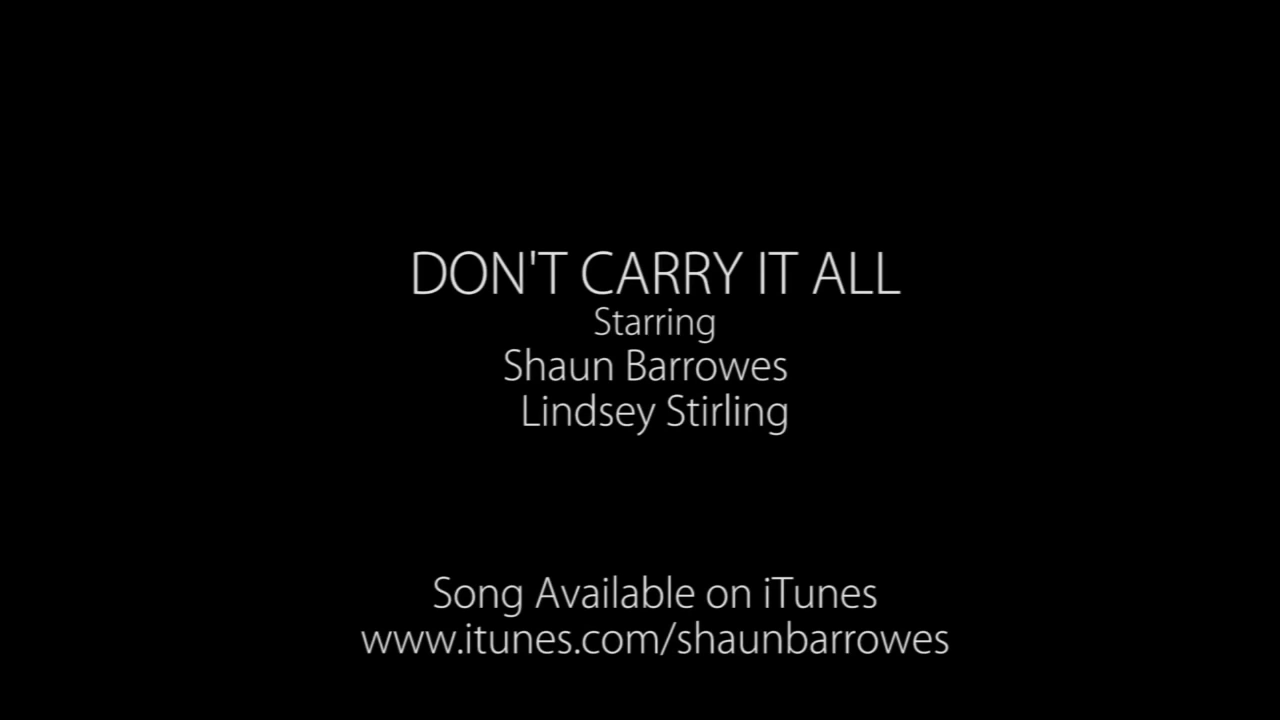 DON'T CARRY IT ALL
Starring
Shaun Barrowes
Lindsey Stirling
Song Available on iTunes
www.itunes.com/shaunbarrowes